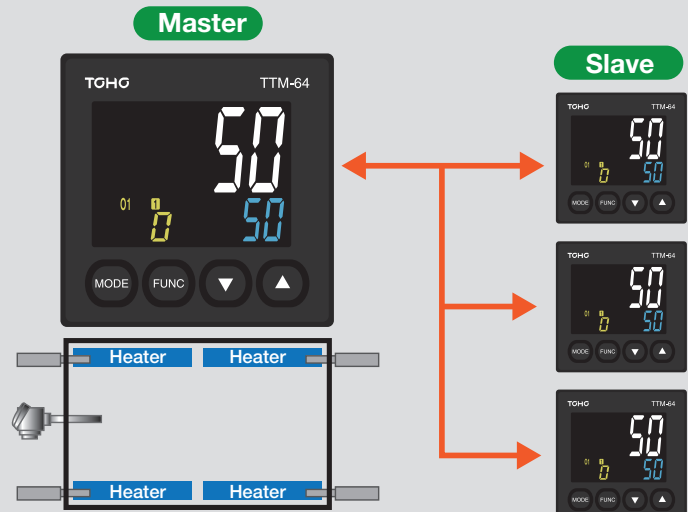 Master
TOHO TTM-64
50
01 1 0 50
MODE FUNC
Heater Heater
Heater Heater
Slave
TOHO TTM-64
50
01 1 0 50
MODE FUNC
TOHO TTM-64
50
01 1 0 50
MODE FUNC
TOHO TTM-64
50
01 1 0 50
MODE FUNC